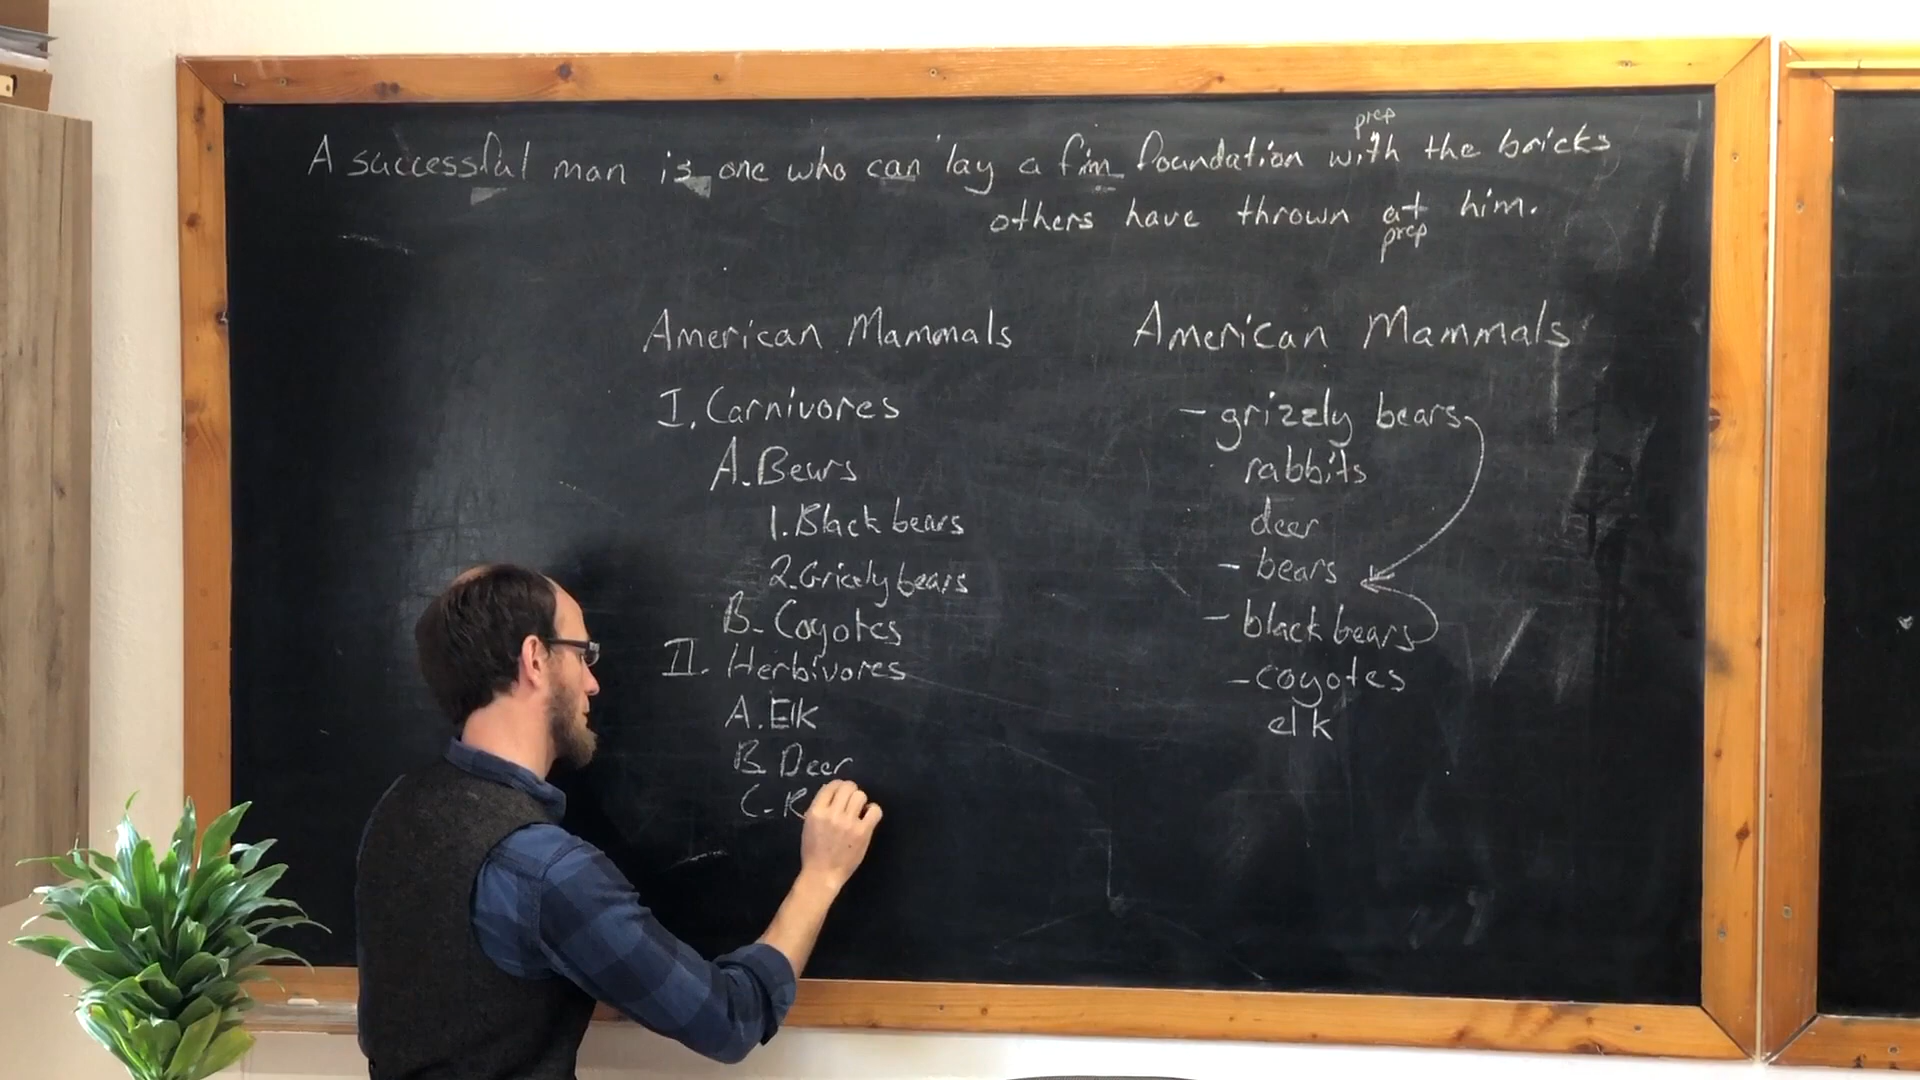 prep
A successful man is one who can lay a fim foundation with the bricks
others have thrown at him.
prep
American Mammals
I. Carnivores
A. Bears
1. Black bears
2. Grizzly bears
B. Coyotes
II. Herbivores
A. Elk
B. Deer
C. R
American Mammals
- grizzly bears
rabbits
deer
- bears
- black bears
- coyotes
elk